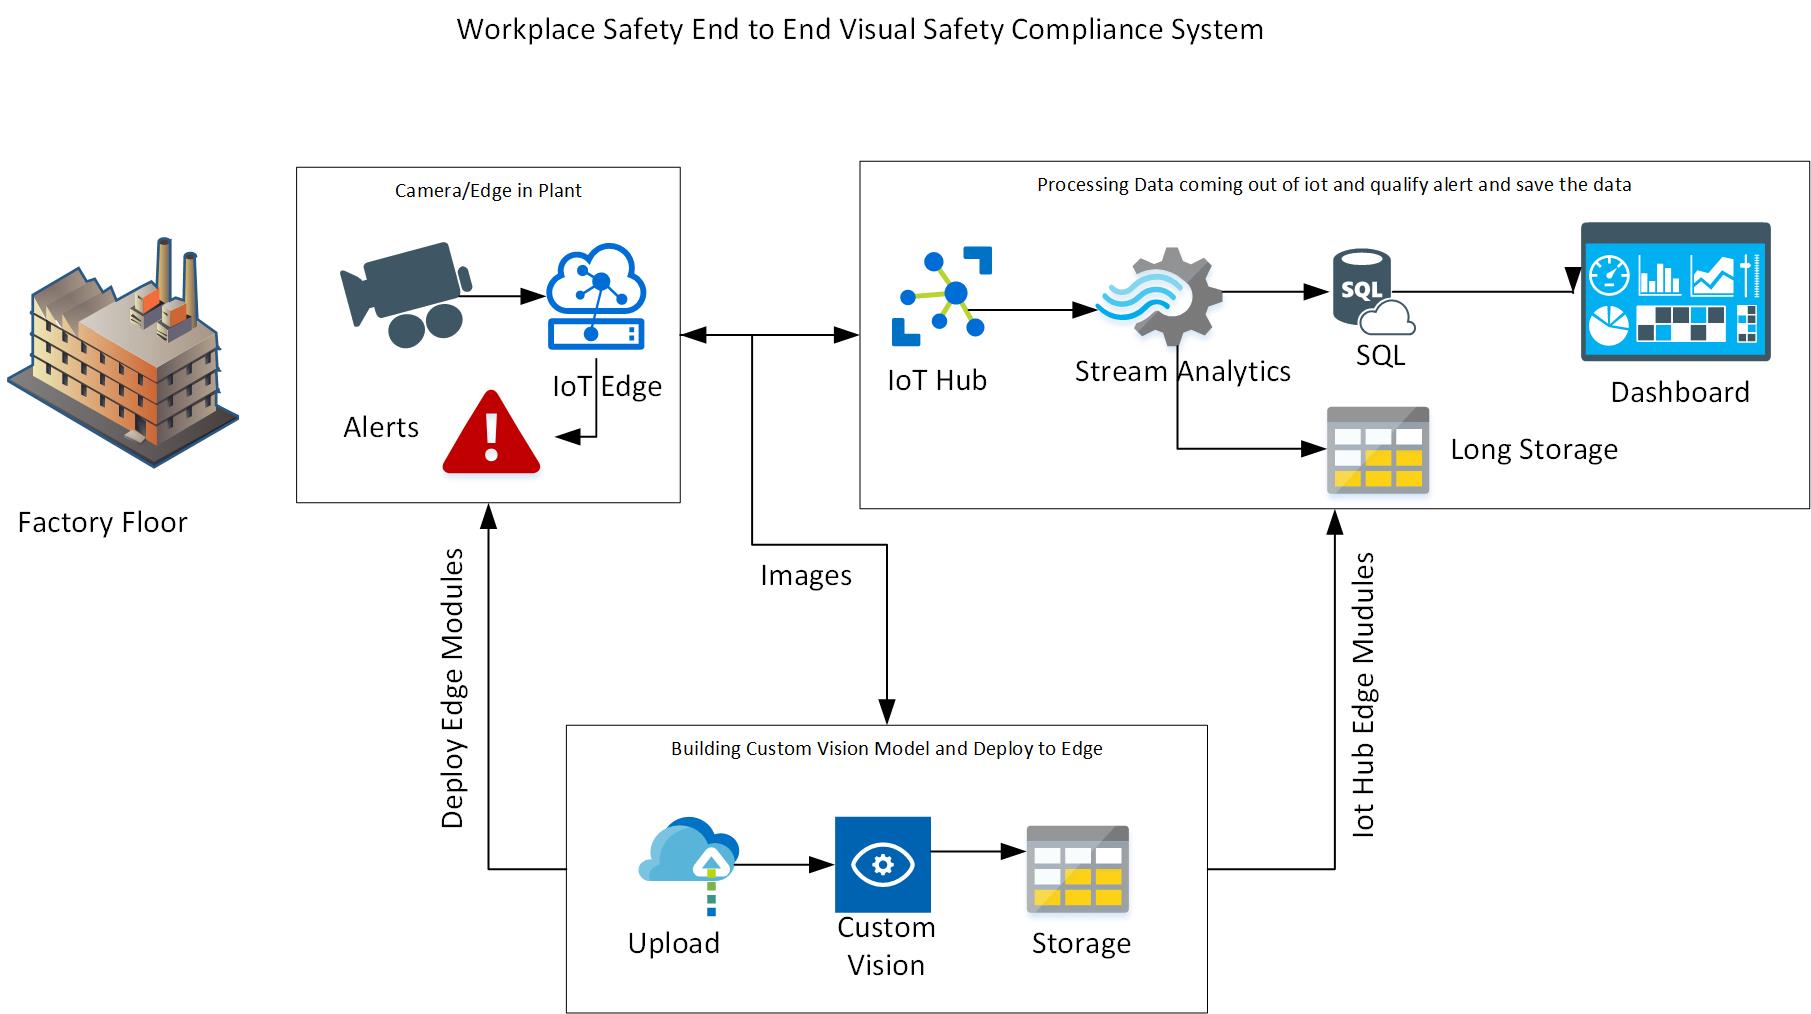 Workplace Safety End to End Visual Safety Compliance System
Camera/Edge in Plant
IoT Edge
Alerts
Factory Floor
Processing Data coming out of iot and qualify alert and save the data
IoT Hub
Stream Analytics
SQL
SQL
Dashboard
Long Storage
Images
Deploy Edge Modules
Iot Hub Edge Mudules
Building Custom Vision Model and Deploy to Edge
Upload
Custom
Vision
Storage